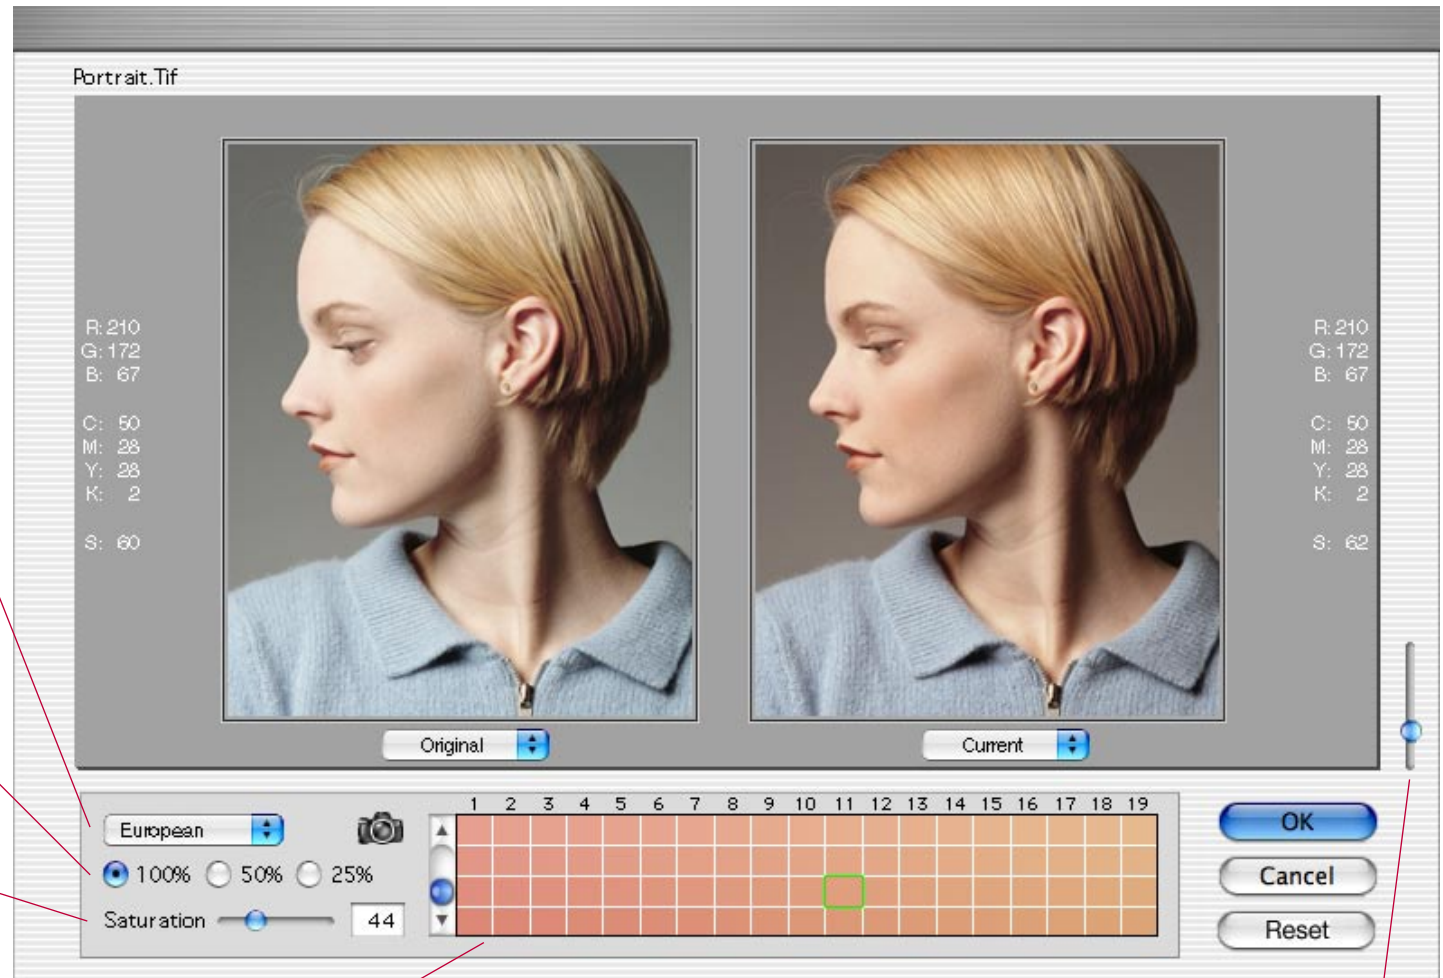 Portrait.Tif
R: 210
G: 172
B: 67
C: 50
M: 28
Y: 28
K: 2
S: 60
R: 210
G: 172
B: 67
C: 50
M: 28
Y: 28
K: 2
S: 62
Original
Current
1 2 3 4 5 6 7 8 9 10 11 12 13 14 15 16 17 18 19
European
100% 50% 25%
Saturation 44
OK
Cancel
Reset